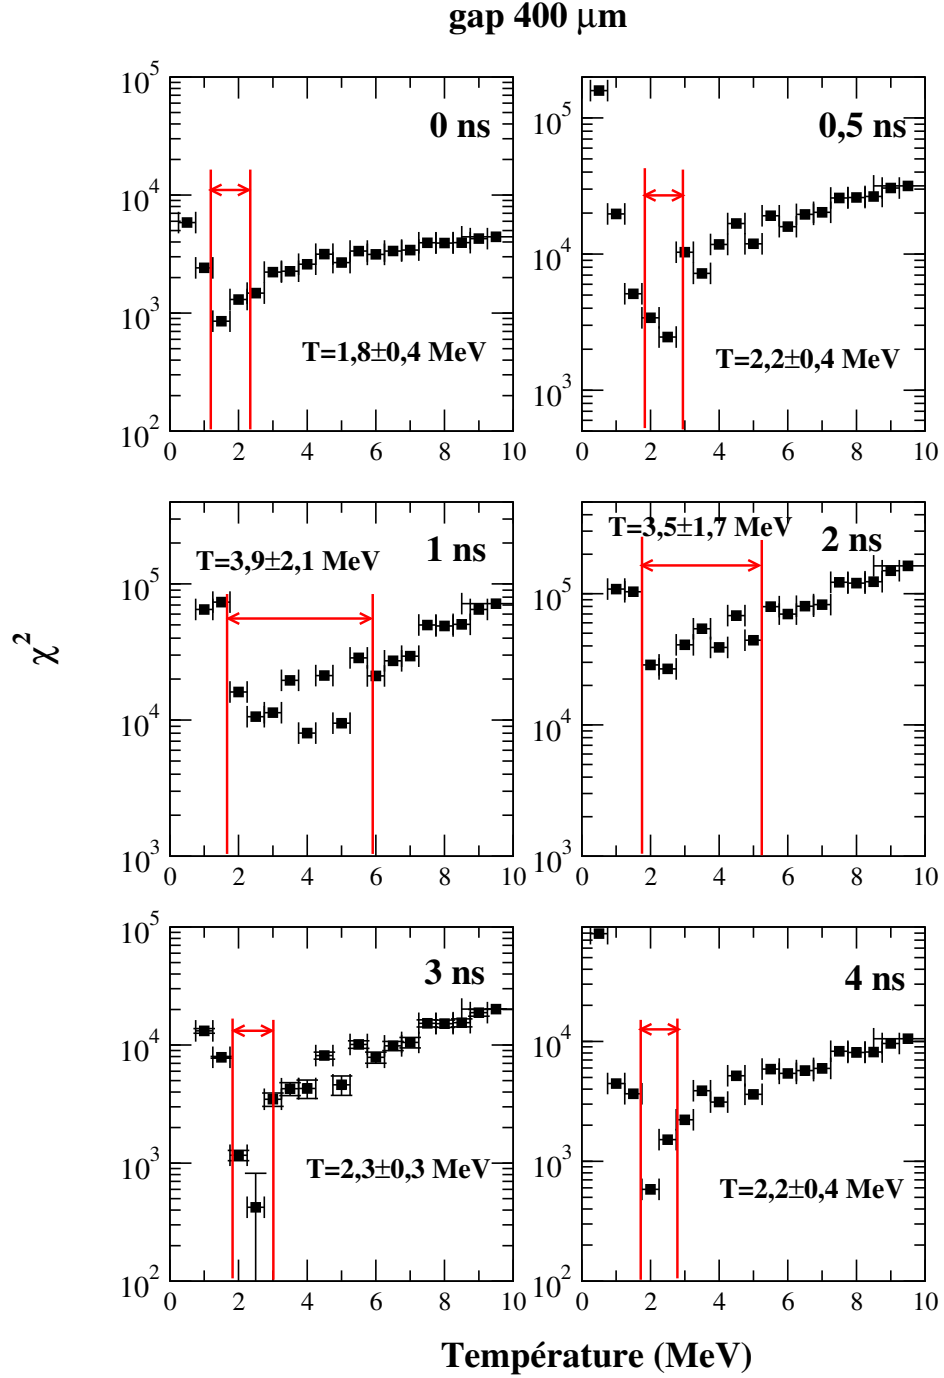 gap 400 μm
10^5
10^4
10^3
10^2
0 ns
T=1,8±0,4 MeV
0 2 4 6 8 10
10^5
10^4
10^3
0,5 ns
T=2,2±0,4 MeV
0 2 4 6 8 10
χ^2
10^5
10^4
10^3
1 ns
T=3,9±2,1 MeV
0 2 4 6 8 10
T=3,5±1,7 MeV
2 ns
10^5
10^4
10^3
0 2 4 6 8 10
10^5
10^4
10^3
10^2
3 ns
T=2,3±0,3 MeV
0 2 4 6 8 10
4 ns
10^4
10^3
10^2
T=2,2±0,4 MeV
0 2 4 6 8 10
Température (MeV)